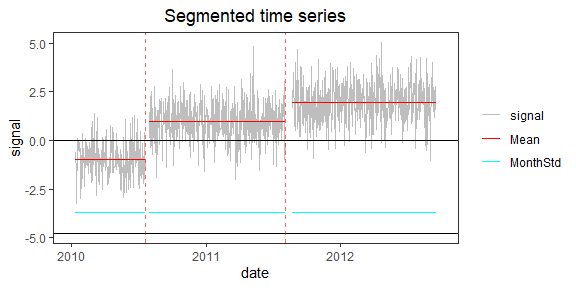 Segmented time series
5.0
2.5
0.0
-2.5
-5.0
signal
2010
2011
2012
date
signal
Mean
MonthStd